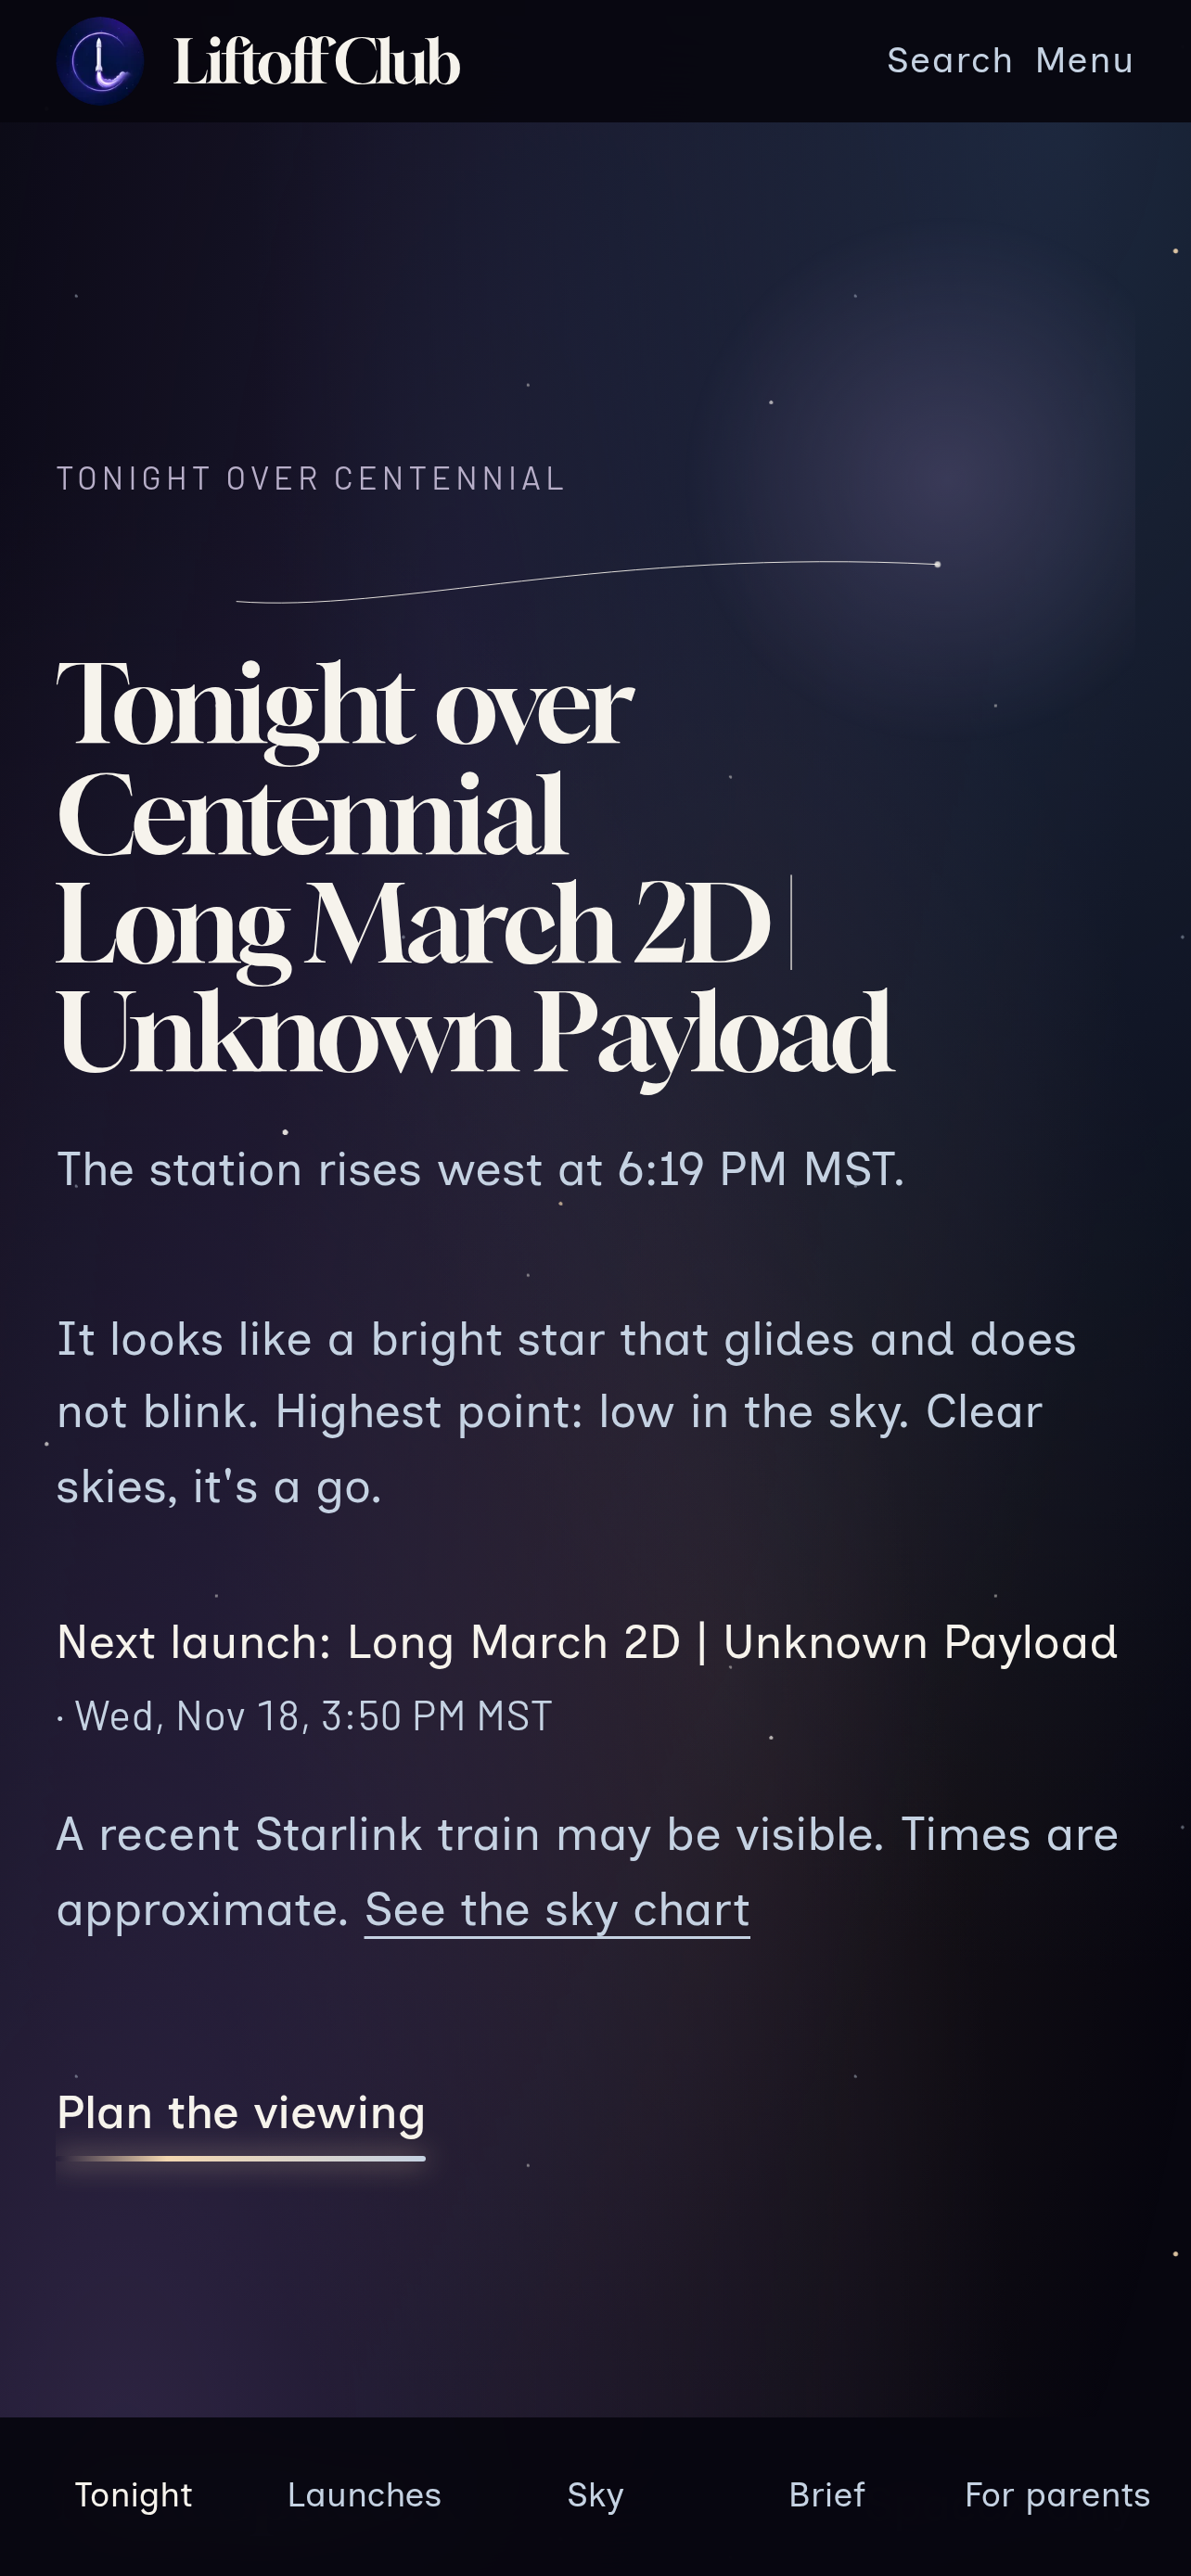 Liftoff Club
Search Menu
TONIGHT OVER CENTENNIAL
Tonight over
Centennial
Long March 2D |
Unknown Payload
The station rises west at 6:19 PM MST.
It looks like a bright star that glides and does
not blink. Highest point: low in the sky. Clear
skies, it's a go.
Next launch: Long March 2D | Unknown Payload
· Wed, Nov 18, 3:50 PM MST
A recent Starlink train may be visible. Times are
approximate. See the sky chart
Plan the viewing
Tonight Launches Sky Brief For parents